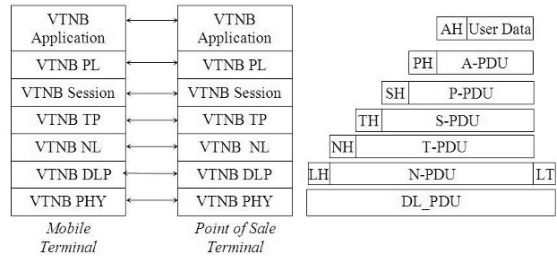 VTNB Application
VTNB PL
VTNB Session
VTNB TP
VTNB NL
VTNB DLP
VTNB PHY
Mobile
Terminal
VTNB
Application
VTNB PL
VTNB Session
VTNB TP
VTNB NL
VTNB DLP
VTNB PHY
Point of Sale
Terminal
AH User Data
PH A-PDU
SH P-PDU
TH S-PDU
NH T-PDU
LH N-PDU LT
DL_PDU